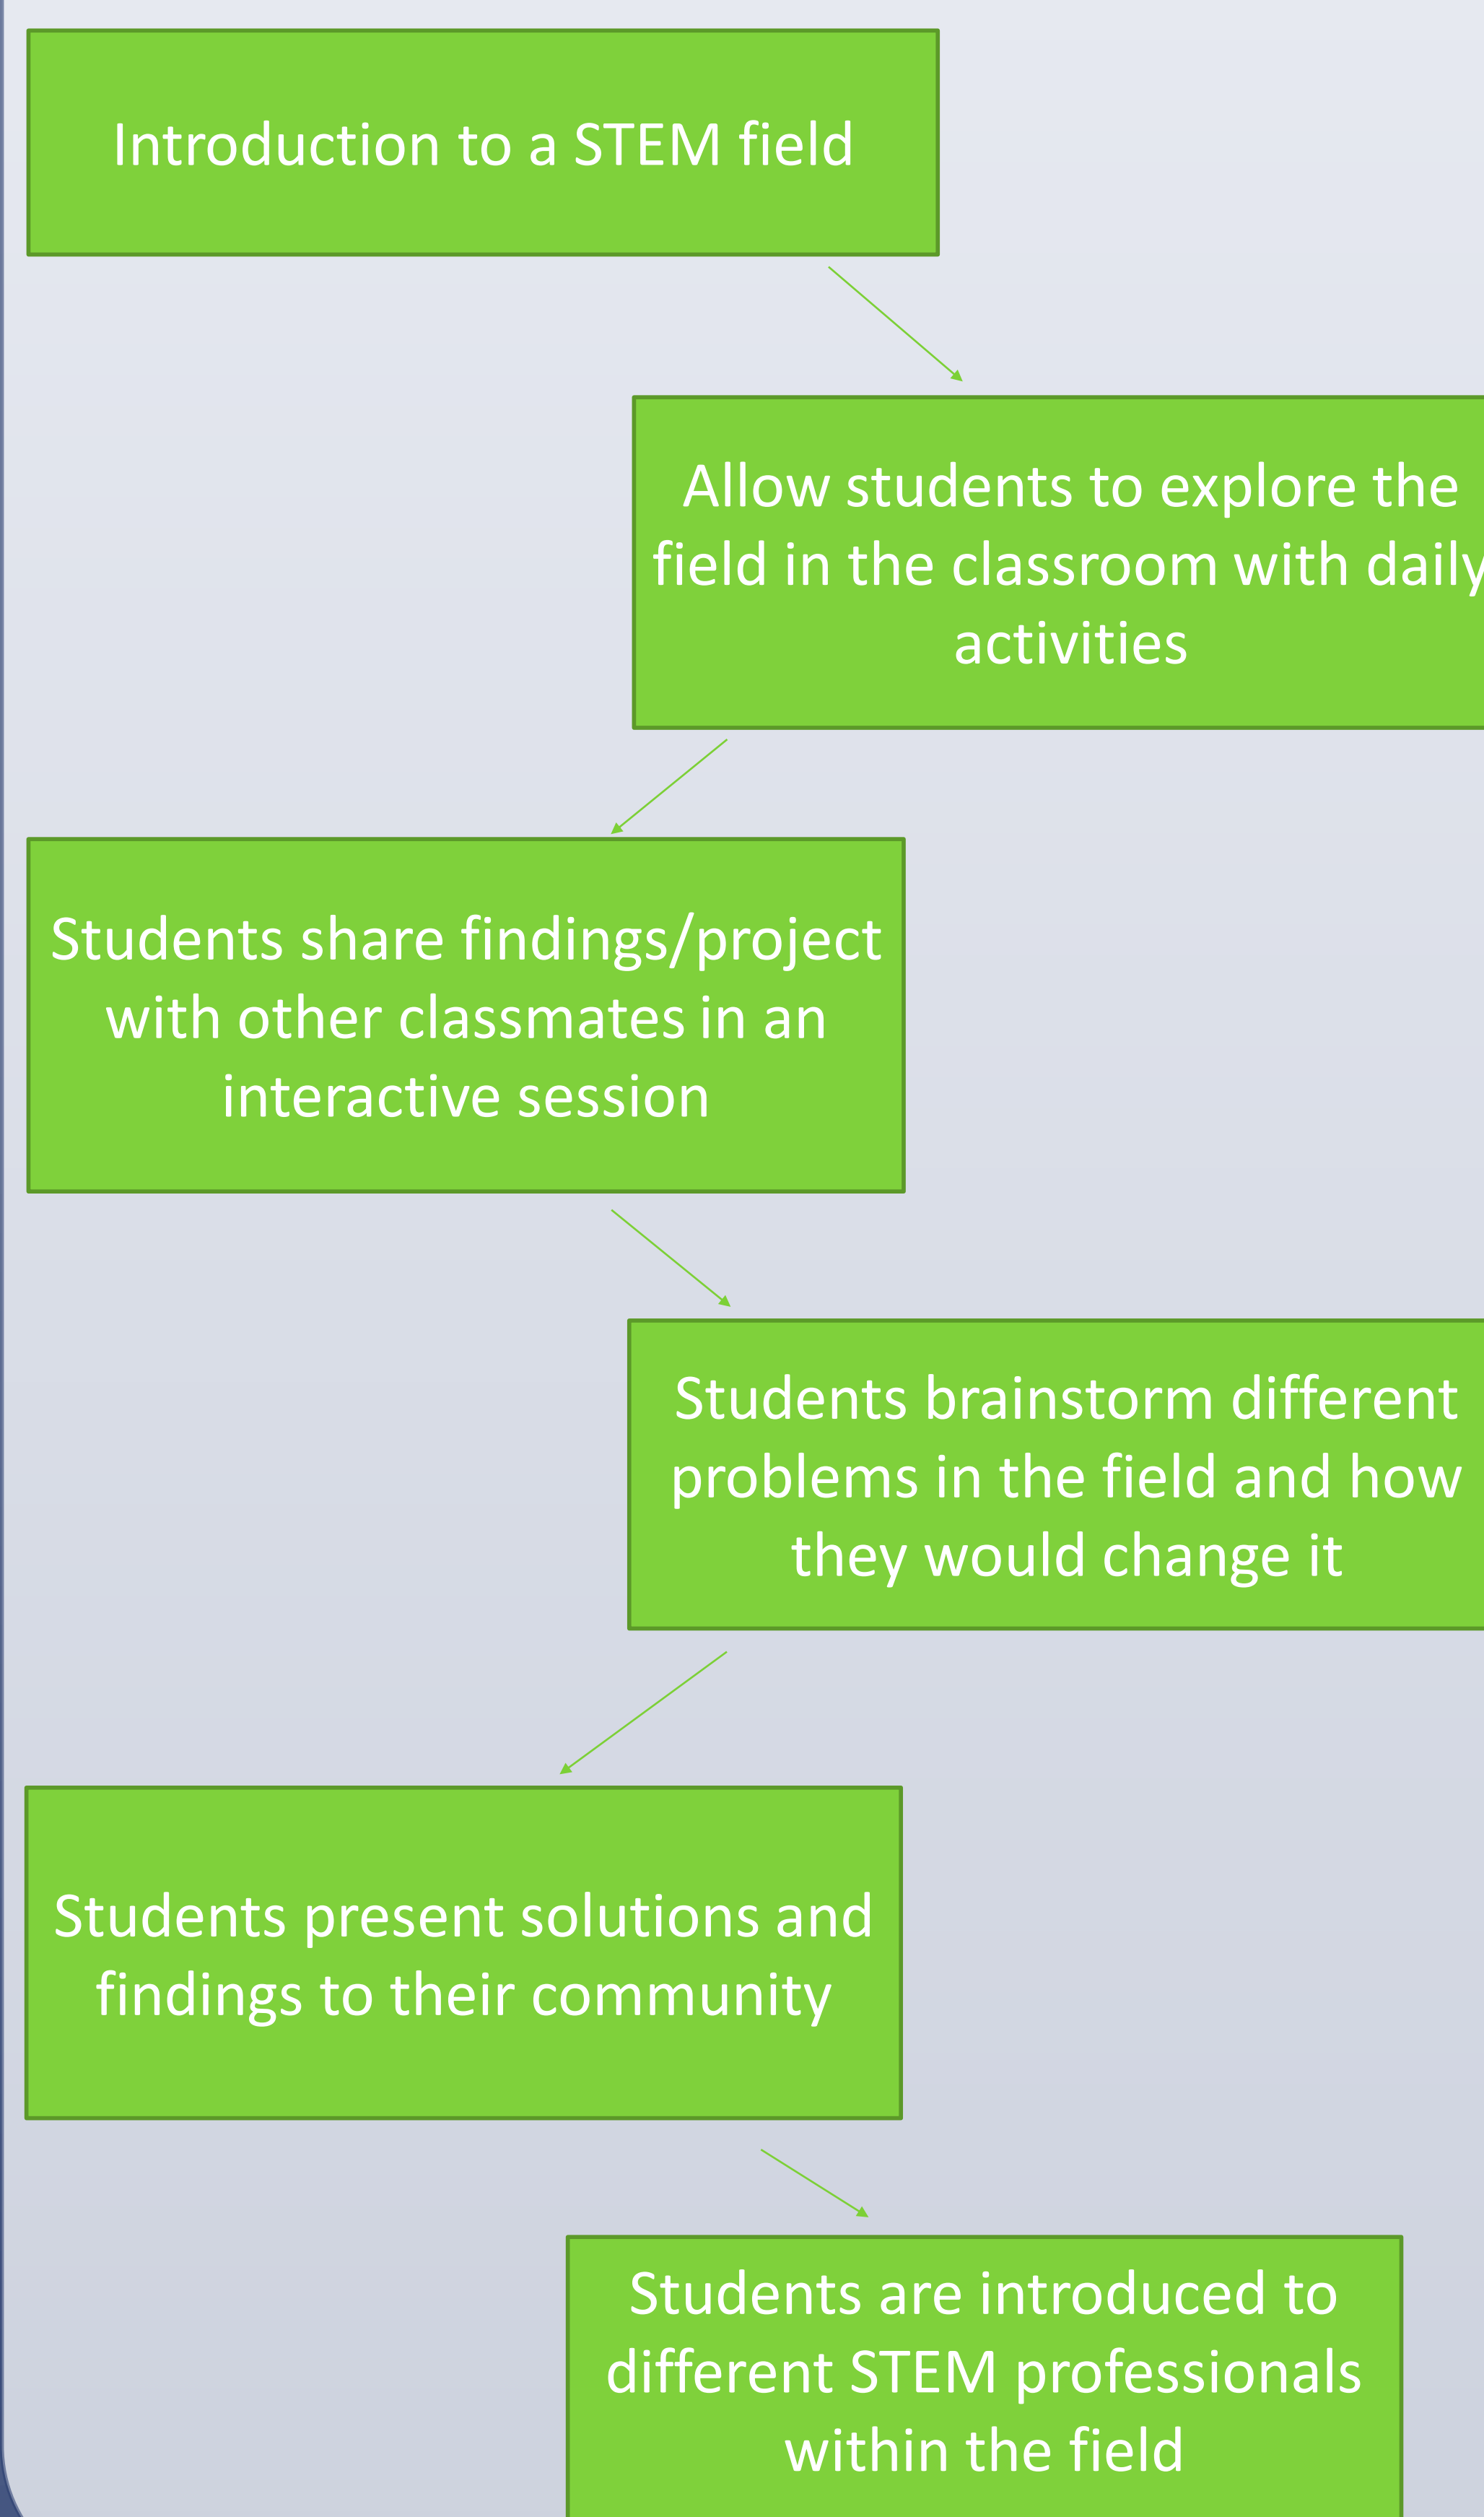 Introduction to a STEM field
Allow students to explore the
field in the classroom with daily
activities
Students share findings/project
with other classmates in an
interactive session
Students brainstorm different
problems in the field and how
they would change it
Students present solutions and
findings to their community
Students are introduced to
different STEM professionals
within the field